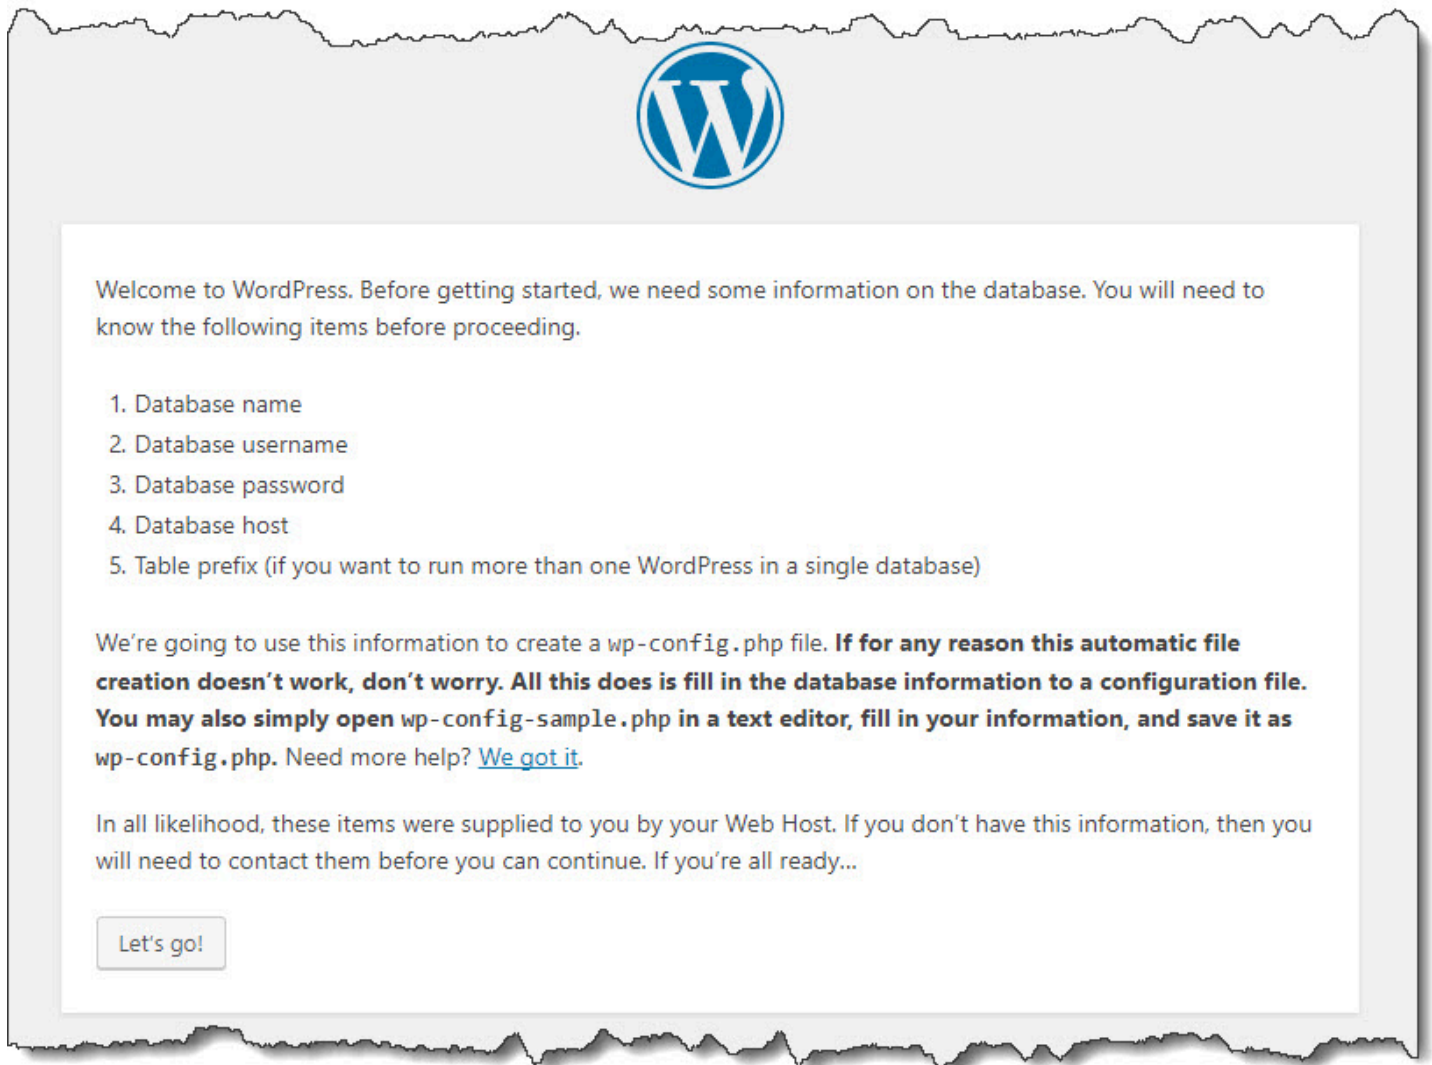 Welcome to WordPress. Before getting started, we need some information on the database. You will need to
know the following items before proceeding.
1. Database name
2. Database username
3. Database password
4. Database host
5. Table prefix (if you want to run more than one WordPress in a single database)
We’re going to use this information to create a wp-config.php file. If for any reason this automatic file
creation doesn’t work, don’t worry. All this does is fill in the database information to a configuration file.
You may also simply open wp-config-sample.php in a text editor, fill in your information, and save it as
wp-config.php. Need more help? We got it.
In all likelihood, these items were supplied to you by your Web Host. If you don’t have this information, then you
will need to contact them before you can continue. If you’re all ready…
Let's go!